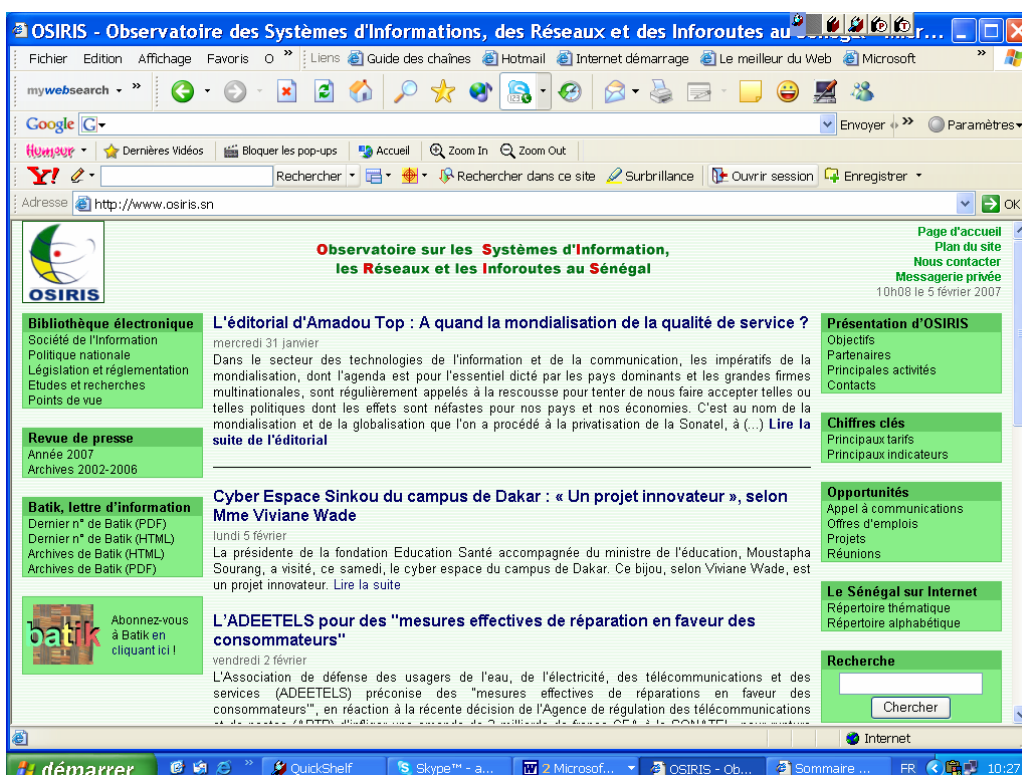 OSIRIS - Observatoire des Systèmes d'Informations, des Réseaux et des Inforoutes au
Fichier Edition Affichage Favoris O » Liens Guide des chaînes Hotmail Internet démarrage Le meilleur du Web Microsoft »
mywebsearch »
Google G Envoyer » Paramètres
Humour Dernières Vidéos Bloquer les pop-ups Accueil Zoom In Zoom Out
Y! Rechercher Rechercher dans ce site Surbrillance Ouvrir session Enregistrer
Adresse http://www.osiris.sn OK
OSIRIS
Observatoire sur les Systèmes d'Information,
les Réseaux et les Inforoutes au Sénégal
Page d'accueil
Plan du site
Nous contacter
Messagerie privée
10h08 le 5 février 2007
Bibliothèque électronique
Société de l'Information
Politique nationale
Législation et réglementation
Etudes et recherches
Points de vue
Revue de presse
Année 2007
Archives 2002-2006
Batik, lettre d'information
Dernier n° de Batik (PDF)
Dernier n° de Batik (HTML)
Archives de Batik (HTML)
Archives de Batik (PDF)
batik
Abonnez-vous
à Batik en
cliquant ici !
L'éditorial d'Amadou Top : A quand la mondialisation de la qualité de service ?
mercredi 31 janvier
Dans le secteur des technologies de l'information et de la communication, les impératifs de la
mondialisation, dont l'agenda est pour l'essentiel dicté par les pays dominants et les grandes firmes
multinationales, sont régulièrement appelés à la rescousse pour tenter de nous faire accepter telles ou
telles politiques dont les effets sont néfastes pour nos pays et nos économies. C'est au nom de la
mondialisation et de la globalisation que l'on a procédé à la privatisation de la Sonatel, à (...) Lire la
suite de l'éditorial
Cyber Espace Sinkou du campus de Dakar : « Un projet innovateur », selon
Mme Viviane Wade
lundi 5 février
La présidente de la fondation Education Santé accompagnée du ministre de l'éducation, Moustapha
Sourang, a visité, ce samedi, le cyber espace du campus de Dakar. Ce bijou, selon Viviane Wade, est
un projet innovateur. Lire la suite
L'ADEETELS pour des "mesures effectives de réparation en faveur des
consommateurs"
vendredi 2 février
L'Association de défense des usagers de l'eau, de l'électricité, des télécommunications et des
services (ADEETELS) préconise des "mesures effectives de réparations en faveur des
consommateurs'", en réaction à la récente décision de l'Agence de régulation des télécommunications
et de postes (ARTP) d'infliger une amende de 3 milliards de francs CFA à la SONATEL, pour rupture
Présentation d'OSIRIS
Objectifs
Partenaires
Principales activités
Contacts
Chiffres clés
Principaux tarifs
Principaux indicateurs
Opportunités
Appel à communications
Offres d'emplois
Projets
Réunions
Le Sénégal sur Internet
Répertoire thématique
Répertoire alphabétique
Recherche
Chercher
Internet
démarrer » QuickShelf Skype™ - a... 2 Microsof... OSIRIS - Ob... Sommaire ... FR 10:27